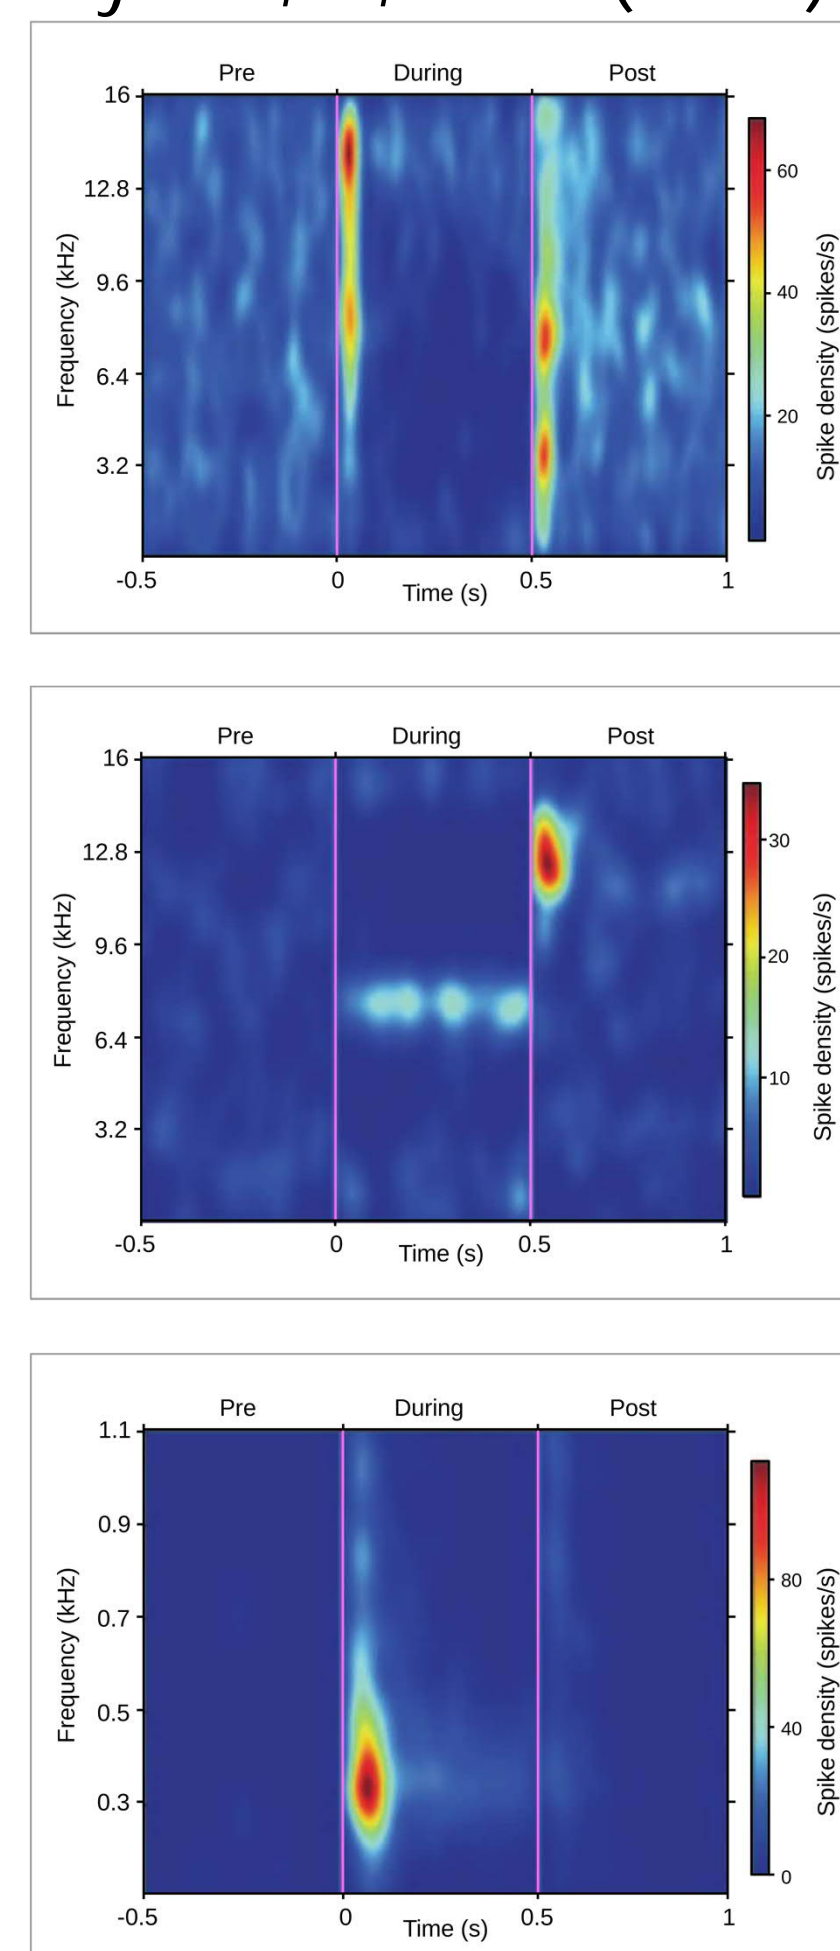 Pre During Post
16
12.8
9.6
6.4
3.2
Frequency (kHz)
-0.5 0 0.5 1
Time (s)
60
40
20
Spike density (spikes/s)
Pre During Post
16
12.8
9.6
6.4
3.2
Frequency (kHz)
-0.5 0 0.5 1
Time (s)
30
20
10
Spike density (spikes/s)
Pre During Post
1.1
0.9
0.7
0.5
0.3
Frequency (kHz)
-0.5 0 0.5 1
Time (s)
80
40
0
Spike density (spikes/s)